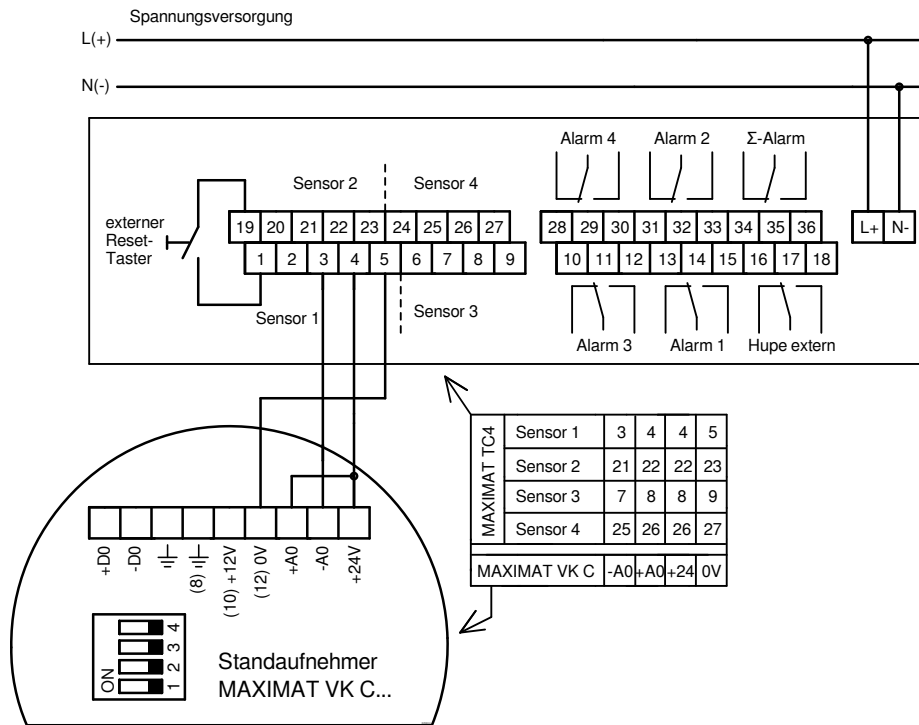 Spannungsversorgung
L(+)
N(-)
Alarm 4 Alarm 2 Σ-Alarm
Sensor 2 Sensor 4
externer
Reset-
Taster
19 20 21 22 23 24 25 26 27 28 29 30 31 32 33 34 35 36 L+ N-
1 2 3 4 5 6 7 8 9 10 11 12 13 14 15 16 17 18
Sensor 1 Sensor 3
Alarm 3 Alarm 1 Hupe extern
MAXIMAT TC4
Sensor 1 3 4 4 5
Sensor 2 21 22 22 23
Sensor 3 7 8 8 9
Sensor 4 25 26 26 27
MAXIMAT VK C -A0 +A0 +24 0V
+D0
-D0
(8)
(10) +12V
(12) 0V
+A0
-A0
+24V
ON
4
3
2
1
Standaufnehmer
MAXIMAT VK C...